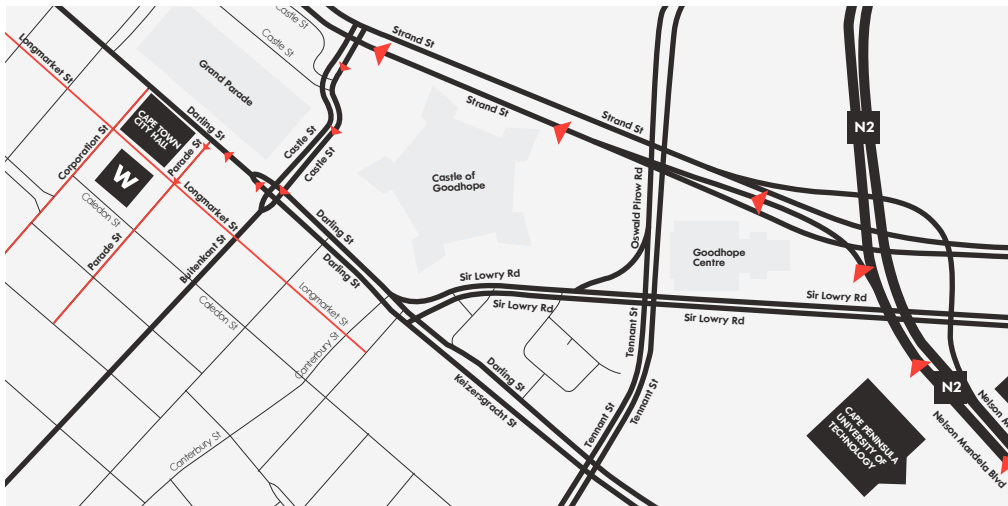 Castle St
Strand St
Longmarket St
Castle St
Grand Parade
Strand St
Strand St
CAPE TOWN
CITY HALL
Darling St
N2
Corporation St
Parade St
Castle St
Castle St
W
Castle of
Goodhope
Longmarket St
Caledon St
Oswald Pirow Rd
Darling St
Parade St
Buitenkant St
Darling St
Goodhope
Centre
Sir Lowry Rd
Sir Lowry Rd
Sir Lowry Rd
Sir Lowry Rd
Longmarket St
Caledon St
Tennant St
Canterbury St
Darling St
Keizersgracht St
Tennant St
Tennant St
N2
Nelson M
CAPE PENINSULA
UNIVERSITY OF
TECHNOLOGY
Nelson Mandela Blvd
Canterbury St